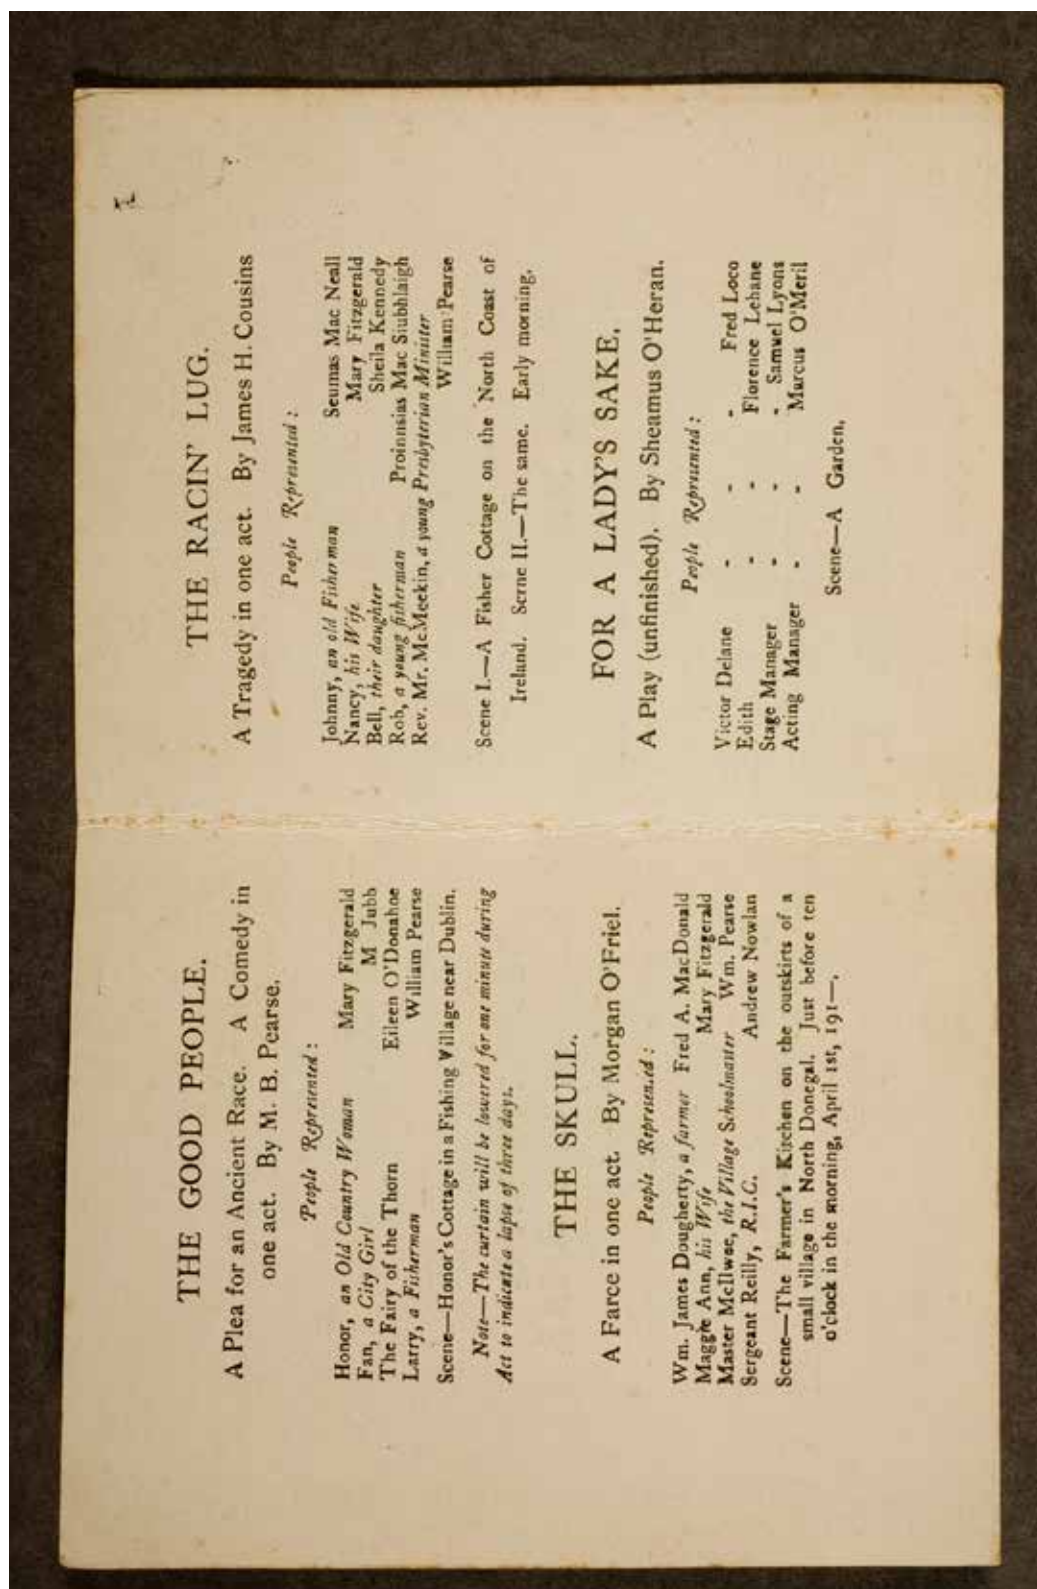 THE GOOD PEOPLE.
A Plea for an Ancient Race. A Comedy in
one act. By M. B. Pearse.
People Represented :
Honor, an Old Country Woman Mary Fitzgerald
Fan, a City Girl M Jubb
The Fairy of the Thorn Eileen O'Donahoe
Larry, a Fisherman William Pearse
Scene—Honor's Cottage in a Fishing Village near Dublin.
Note—The curtain will be lowered for one minute during
Act to indicate a lapse of three days.
THE SKULL.
A Farce in one act. By Morgan O'Friel.
People Represen.ed :
Wm. James Dougherty, a farmer Fred A. MacDonald
Maggie Ann, his Wife Mary Fitzgerald
Master McIlwee, the Village Schoolmaster Wm. Pearse
Sergeant Reilly, R.I.C. Andrew Nowlan
Scene—The Farmer's Kitchen on the outskirts of a
small village in North Donegal. Just before ten
o'clock in the morning, April 1st, 191—.
THE RACIN' LUG.
A Tragedy in one act. By James H. Cousins
People Represented :
Johnny, an old Fisherman Seumas Mac Neall
Nancy, his Wife Mary Fitzgerald
Bell, their daughter Sheila Kennedy
Rob, a young fisherman Proinnsias Mac Siubhlaigh
Rev. Mr. McMeekin, a young Presbyterian Minister
William Pearse
Scene I.—A Fisher Cottage on the North Coast of
Ireland. Scrne II.—The same. Early morning.
FOR A LADY'S SAKE.
A Play (unfinished). By Sheamus O'Heran.
People Represented :
Victor Delane - - - Fred Loco
Edith - - Florence Lehane
Stage Manager - - - Samuel Lyons
Acting Manager - - Marcus O'Meril
Scene—A Garden.